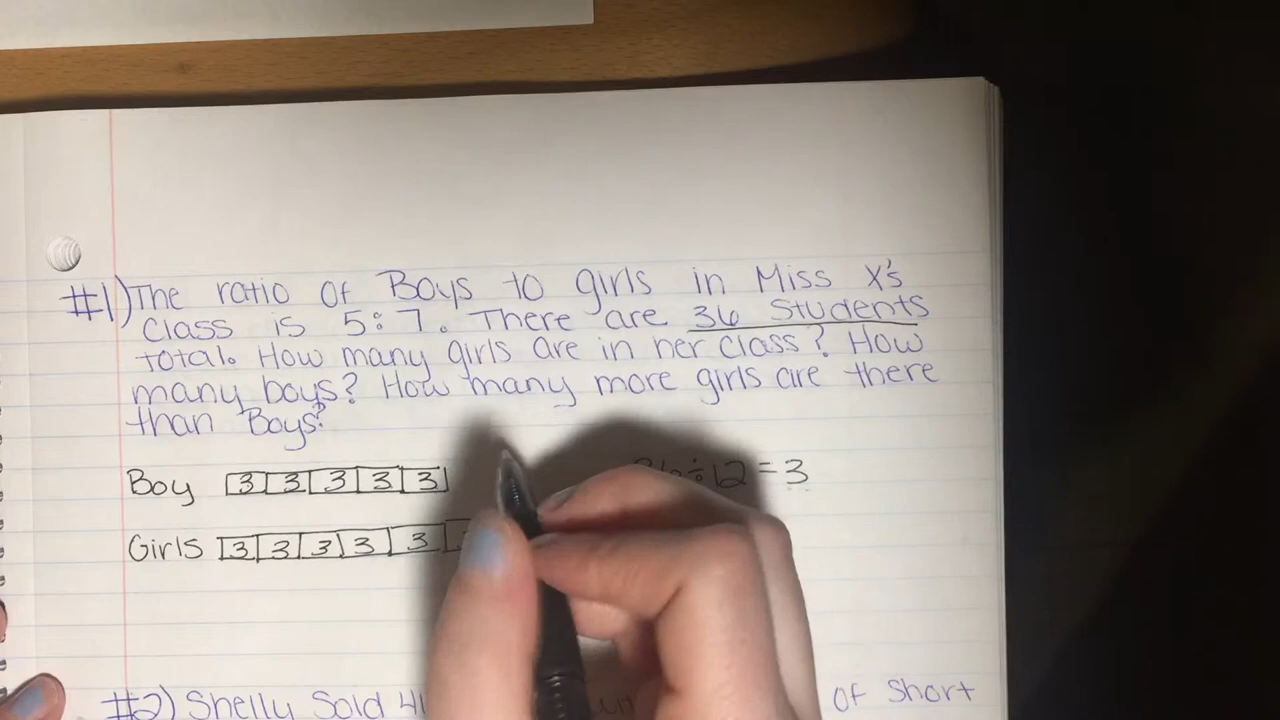 #1) The ratio of Boys to girls in Miss X's
Class is 5:7. There are 36 Students
total. How many girls are in her class? How
many boys? How many more girls are there
than Boys?
Boy 3 3 3 3 3 36÷12=3
Girls 3 3 3 3 3
#2) Shelly Sold of Short